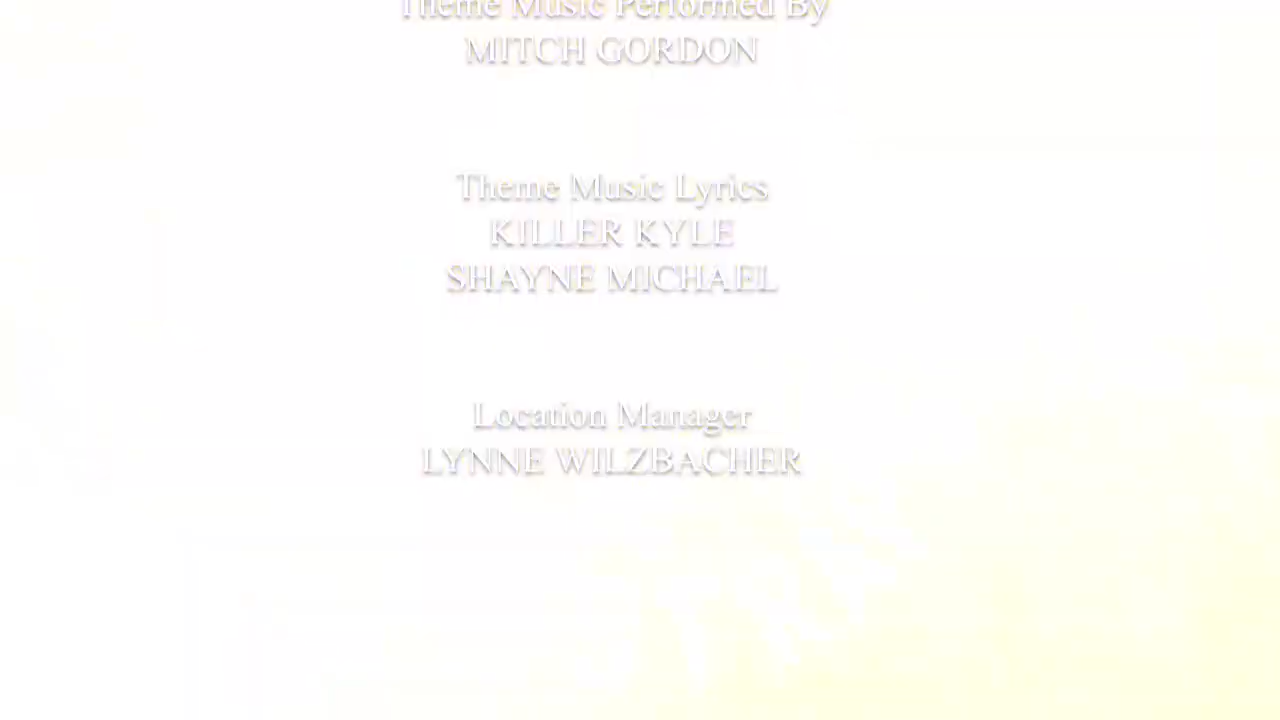 Theme Music Performed By
MITCH GORDON
Theme Music Lyrics
KILLER KYLE
SHAYNE MICHAEL
Location Manager
LYNNE WILZBACHER